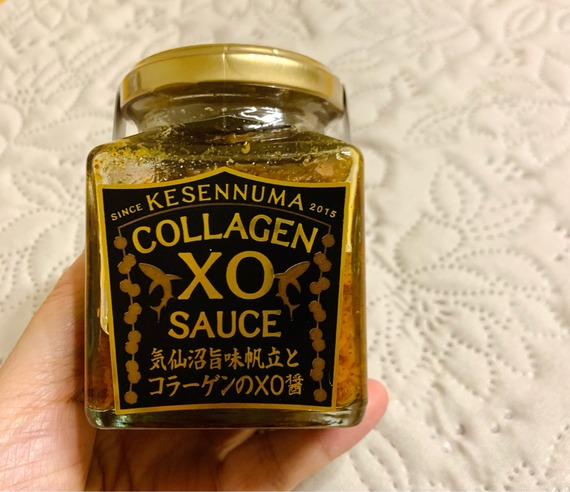 SINCE KESENNUMA 2015
COLLAGEN
XO
SAUCE
気仙沼旨味帆立と
コラーゲンのXO醬